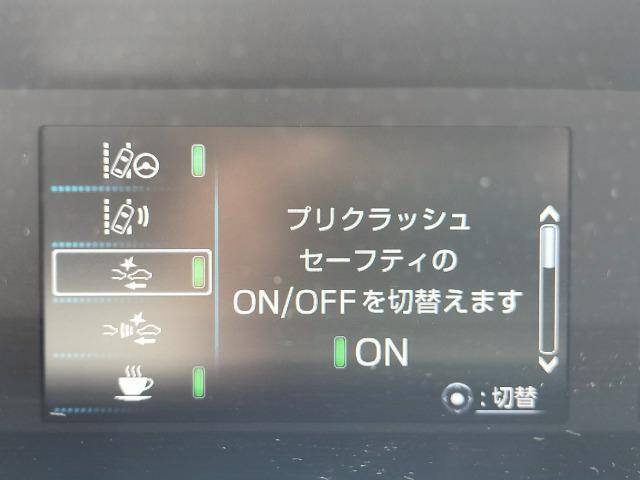 プリクラッシュ
セーフティの
ON/OFFを切替えます
ON
:切替